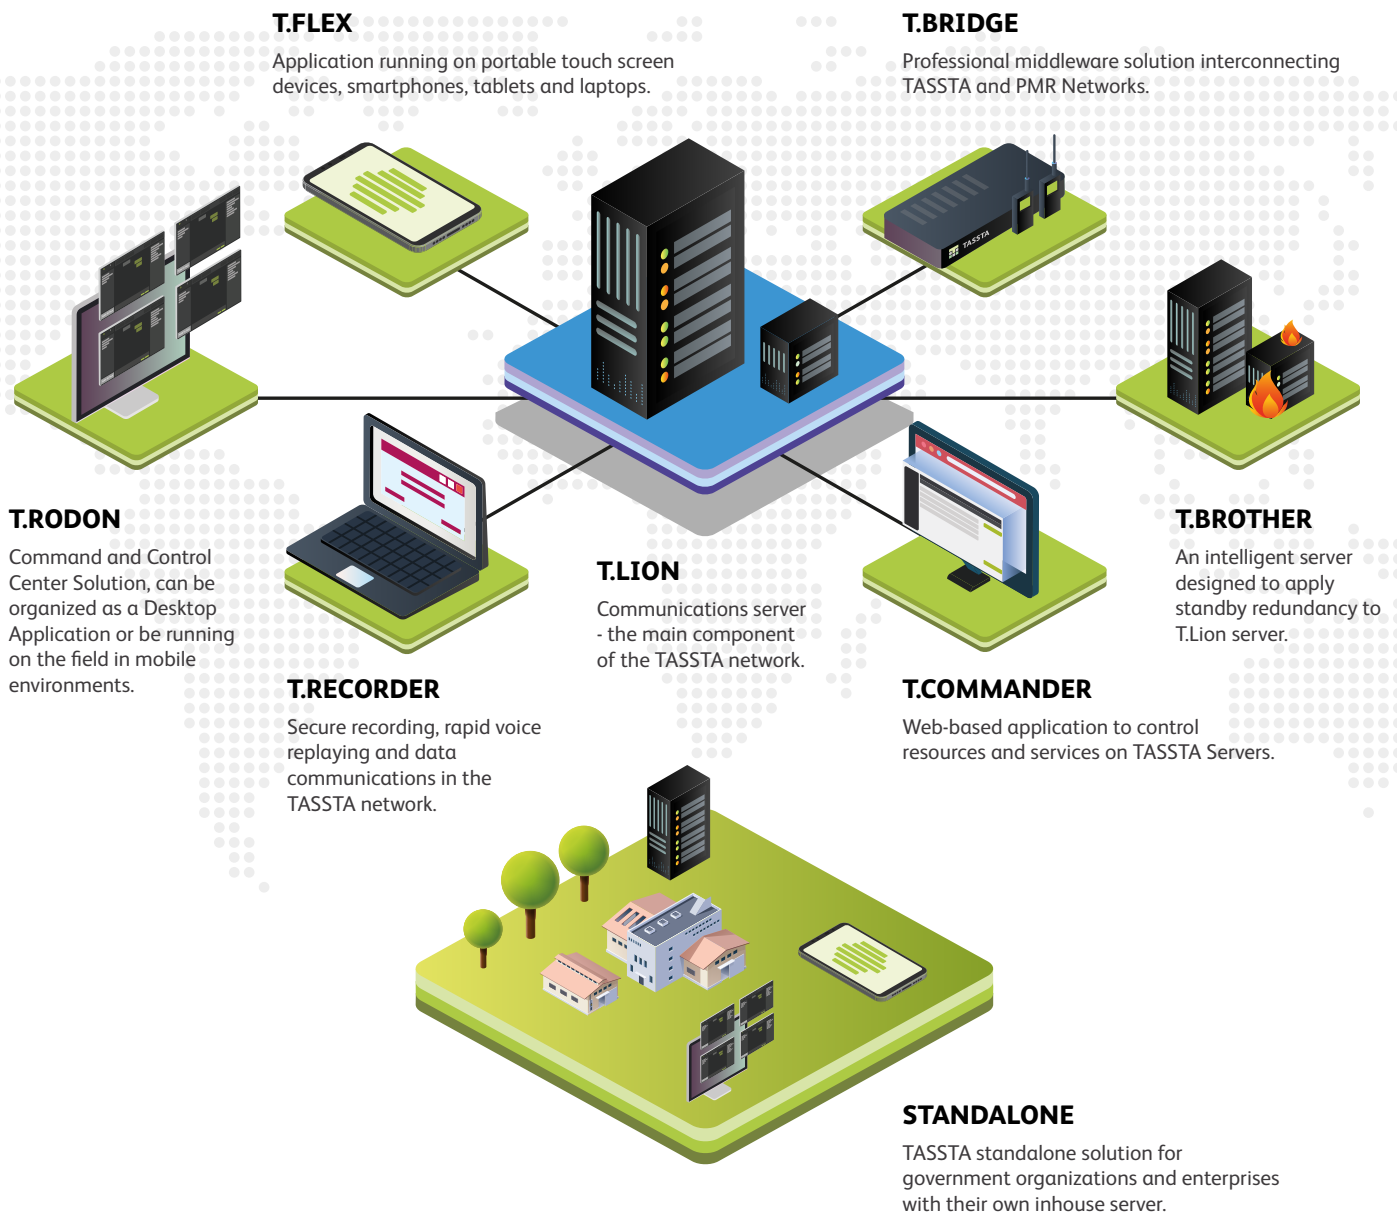 T.FLEX
Application running on portable touch screen
devices, smartphones, tablets and laptops.
T.BRIDGE
Professional middleware solution interconnecting
TASSTA and PMR Networks.
TASSTA
T.RODON
Command and Control
Center Solution, can be
organized as a Desktop
Application or be running
on the field in mobile
environments.
T.RECORDER
Secure recording, rapid voice
replaying and data
communications in the
TASSTA network.
T.LION
Communications server
- the main component
of the TASSTA network.
T.COMMANDER
Web-based application to control
resources and services on TASSTA Servers.
T.BROTHER
An intelligent server
designed to apply
standby redundancy to
T.Lion server.
STANDALONE
TASSTA standalone solution for
government organizations and enterprises
with their own inhouse server.